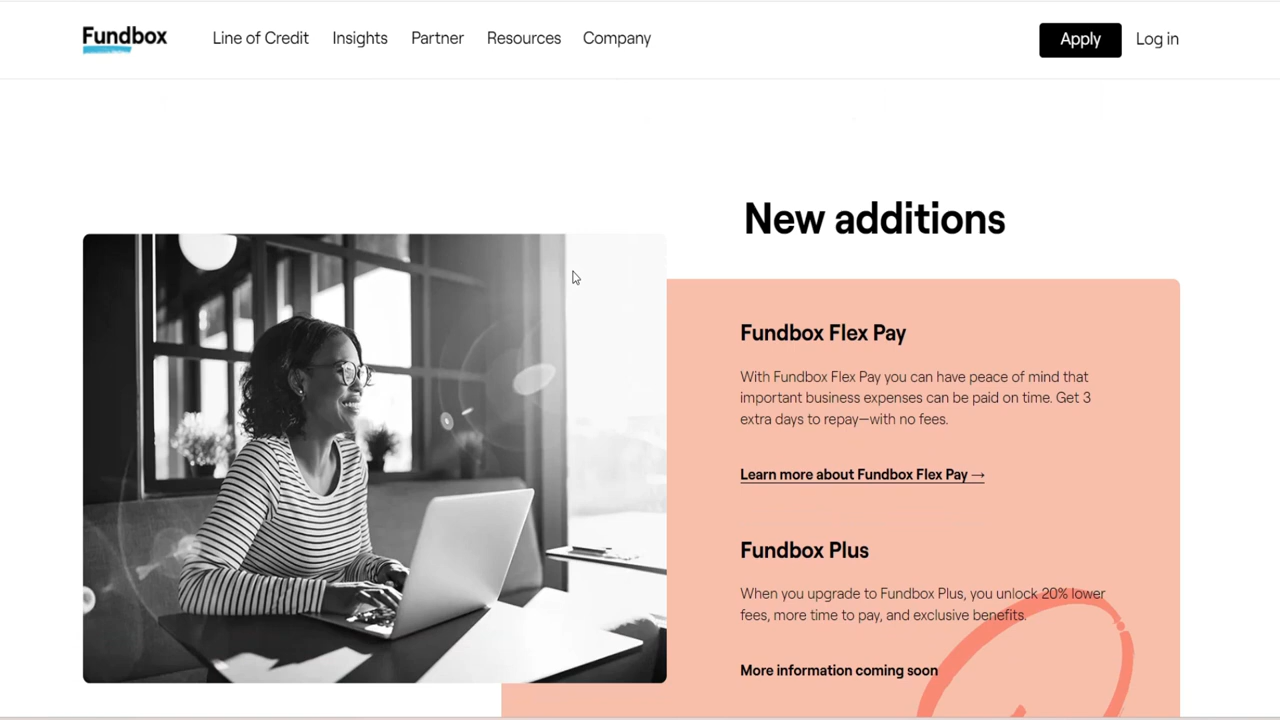 Fundbox
Line of Credit
Insights
Partner
Resources
Company
Apply
Log in
New additions
Fundbox Flex Pay
With Fundbox Flex Pay you can have peace of mind that
important business expenses can be paid on time. Get 3
extra days to repay—with no fees.
Learn more about Fundbox Flex Pay →
Fundbox Plus
When you upgrade to Fundbox Plus, you unlock 20% lower
fees, more time to pay, and exclusive benefits.
More information coming soon